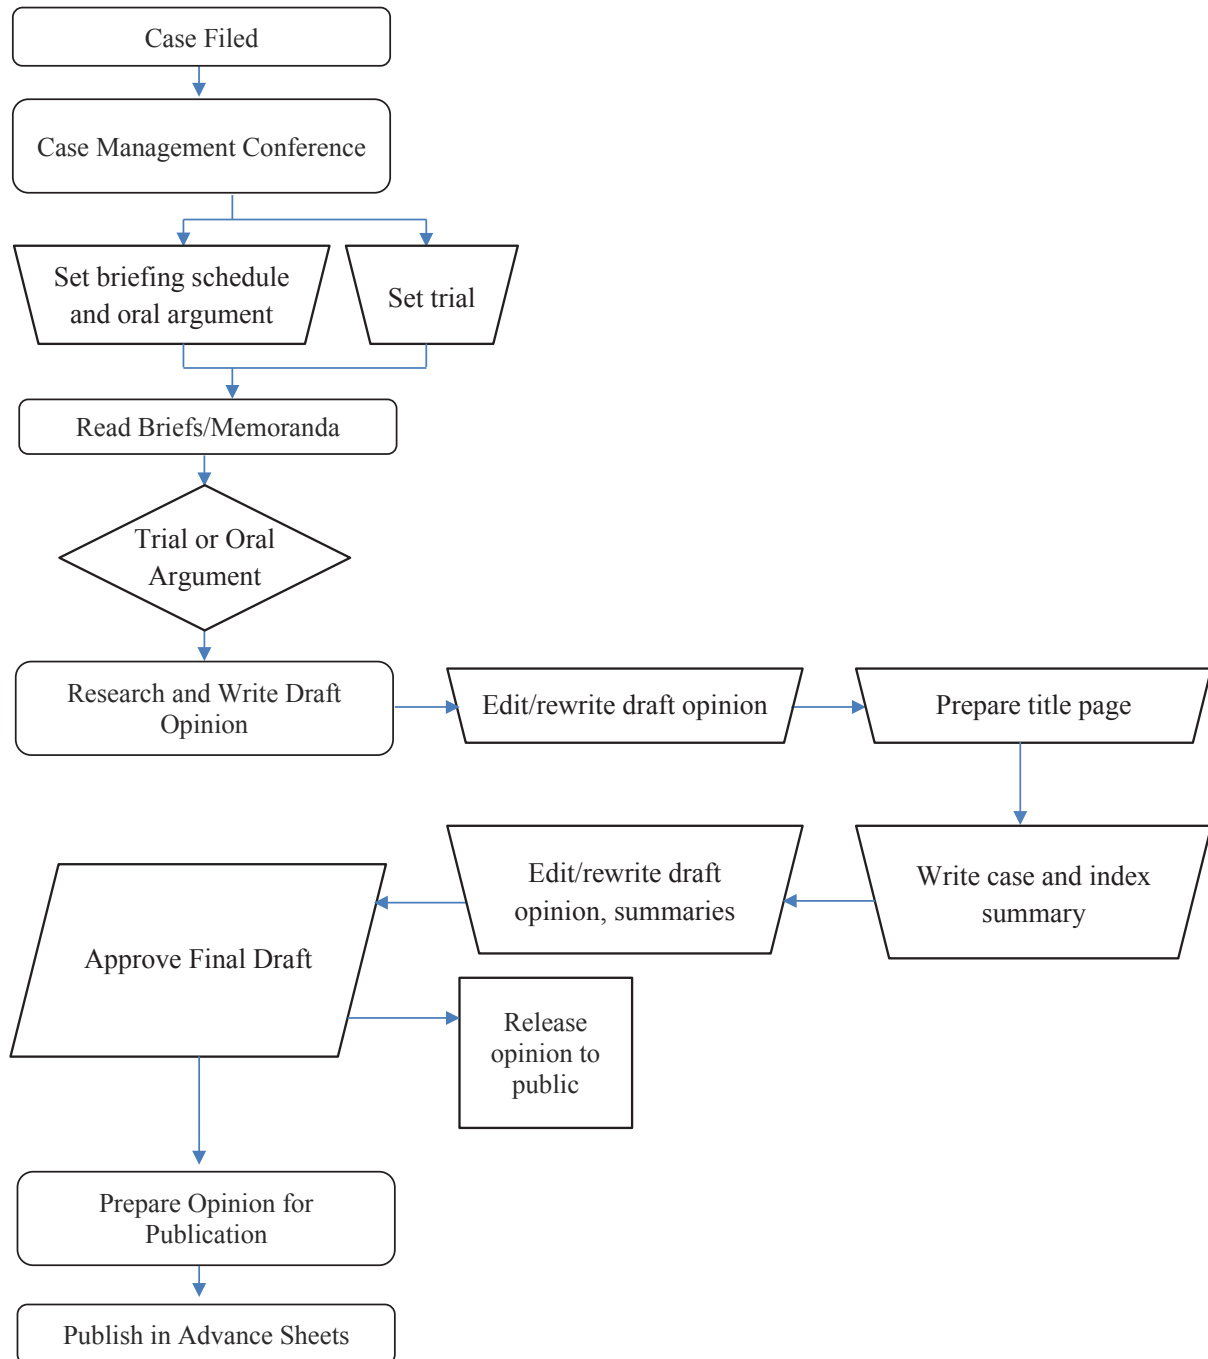 Case Filed
Case Management Conference
Set briefing schedule
and oral argument
Set trial
Read Briefs/Memoranda
Trial or Oral
Argument
Research and Write Draft
Opinion
Edit/rewrite draft opinion
Prepare title page
Write case and index
summary
Edit/rewrite draft
opinion, summaries
Approve Final Draft
Release
opinion to
public
Prepare Opinion for
Publication
Publish in Advance Sheets